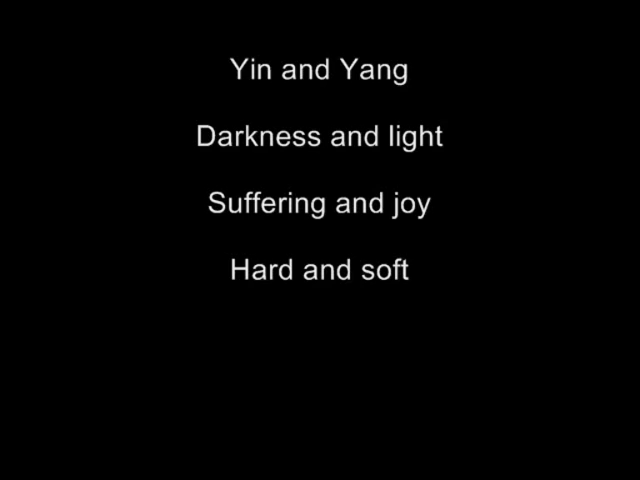 Yin and Yang
Darkness and light
Suffering and joy
Hard and soft